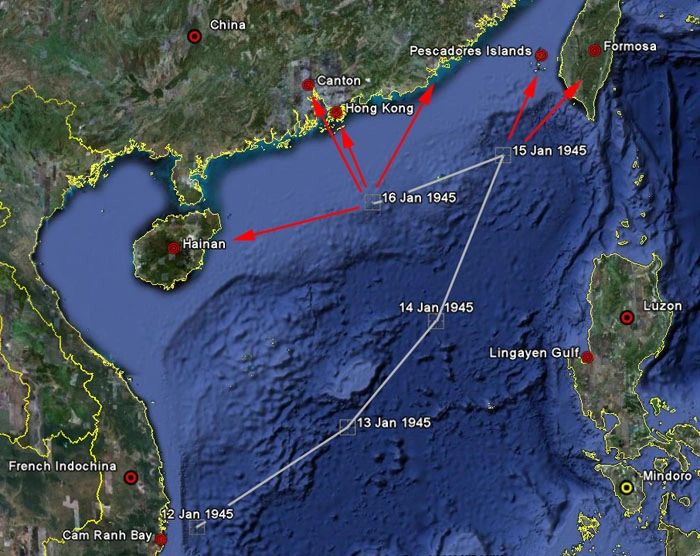 China
Pescadores Islands
Formosa
Canton
Hong Kong
15 Jan 1945
16 Jan 1945
Hainan
14 Jan 1945
Luzon
Lingayen Gulf
13 Jan 1945
French Indochina
Mindoro
12 Jan 1945
Cam Ranh Bay